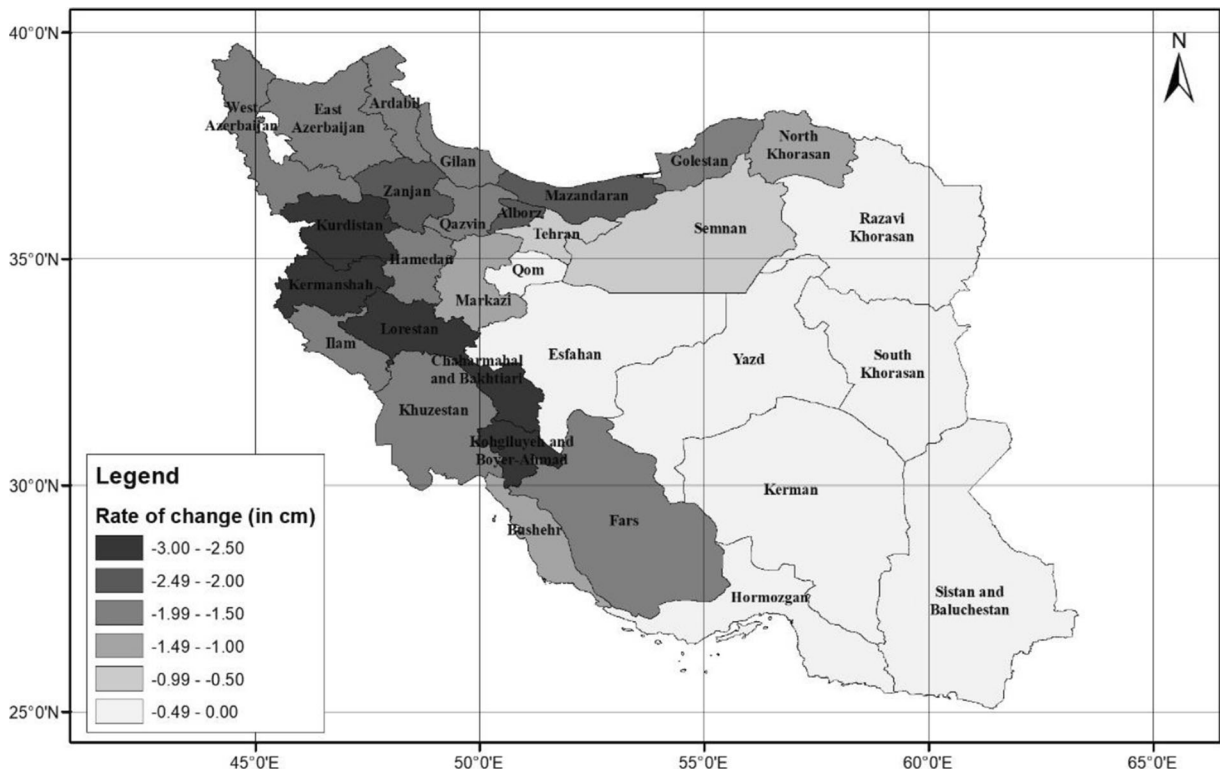 40°0'N
35°0'N
30°0'N
25°0'N
45°0'E
50°0'E
55°0'E
60°0'E
65°0'E
N
West
Azerbaijan
East
Azerbaijan
Ardabil
Gilan
Golestan
North
Khorasan
Zanjan
Mazandaran
Alborz
Qazvin
Tehran
Semnan
Razavi
Khorasan
Kurdistan
Hamedan
Qom
Kermanshah
Markazi
Lorestan
Ilam
Esfahan
Yazd
South
Khorasan
Chaharmahal
and Bakhtiari
Khuzestan
Kohgiluyeh and
Boyer-Ahmad
Kerman
Bushehr
Fars
Hormozgan
Sistan and
Baluchestan
Legend
Rate of change (in cm)
-3.00 - -2.50
-2.49 - -2.00
-1.99 - -1.50
-1.49 - -1.00
-0.99 - -0.50
-0.49 - 0.00